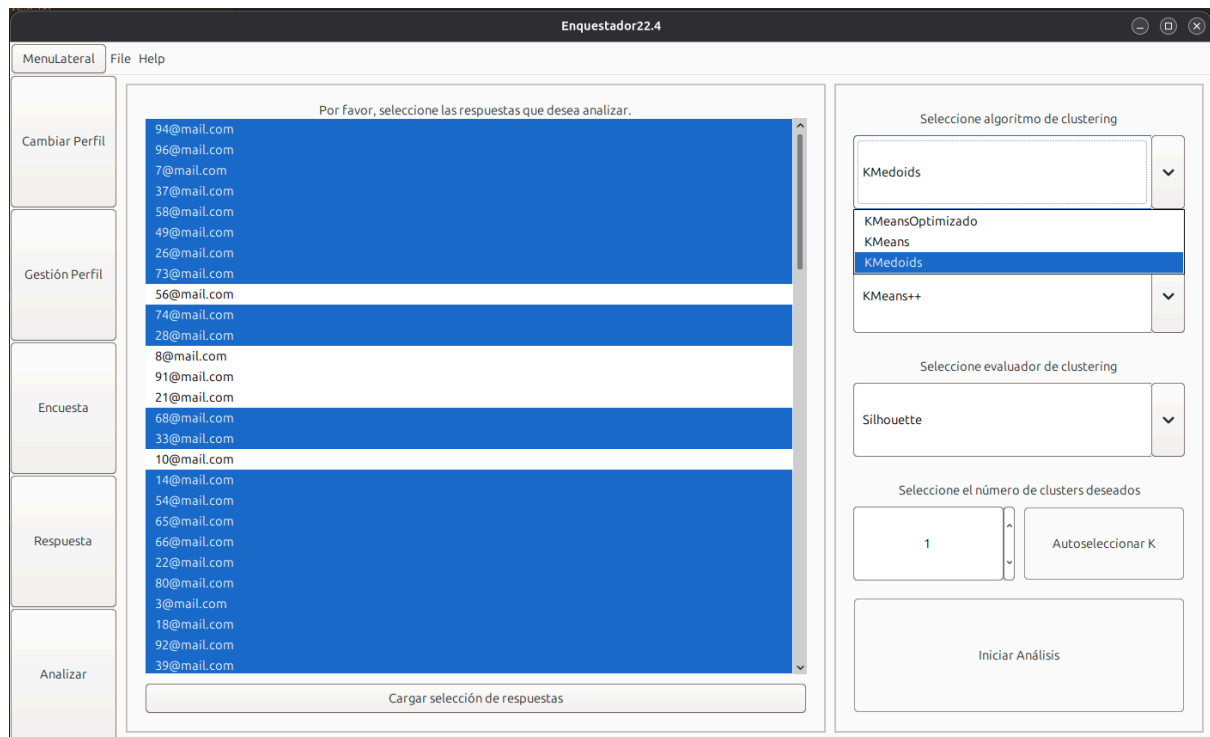 Enquestador22.4
MenuLateral File Help
Cambiar Perfil
Gestión Perfil
Encuesta
Respuesta
Analizar
Por favor, seleccione las respuestas que desea analizar.
94@mail.com
96@mail.com
7@mail.com
37@mail.com
58@mail.com
49@mail.com
26@mail.com
73@mail.com
56@mail.com
74@mail.com
28@mail.com
8@mail.com
91@mail.com
21@mail.com
68@mail.com
33@mail.com
10@mail.com
14@mail.com
54@mail.com
65@mail.com
66@mail.com
22@mail.com
80@mail.com
3@mail.com
18@mail.com
92@mail.com
39@mail.com
Cargar selección de respuestas
Seleccione algoritmo de clustering
KMedoids
KMeansOptimizado
KMeans
KMedoids
KMeans++
Seleccione evaluador de clustering
Silhouette
Seleccione el número de clusters deseados
1
Autoseleccionar K
Iniciar Análisis